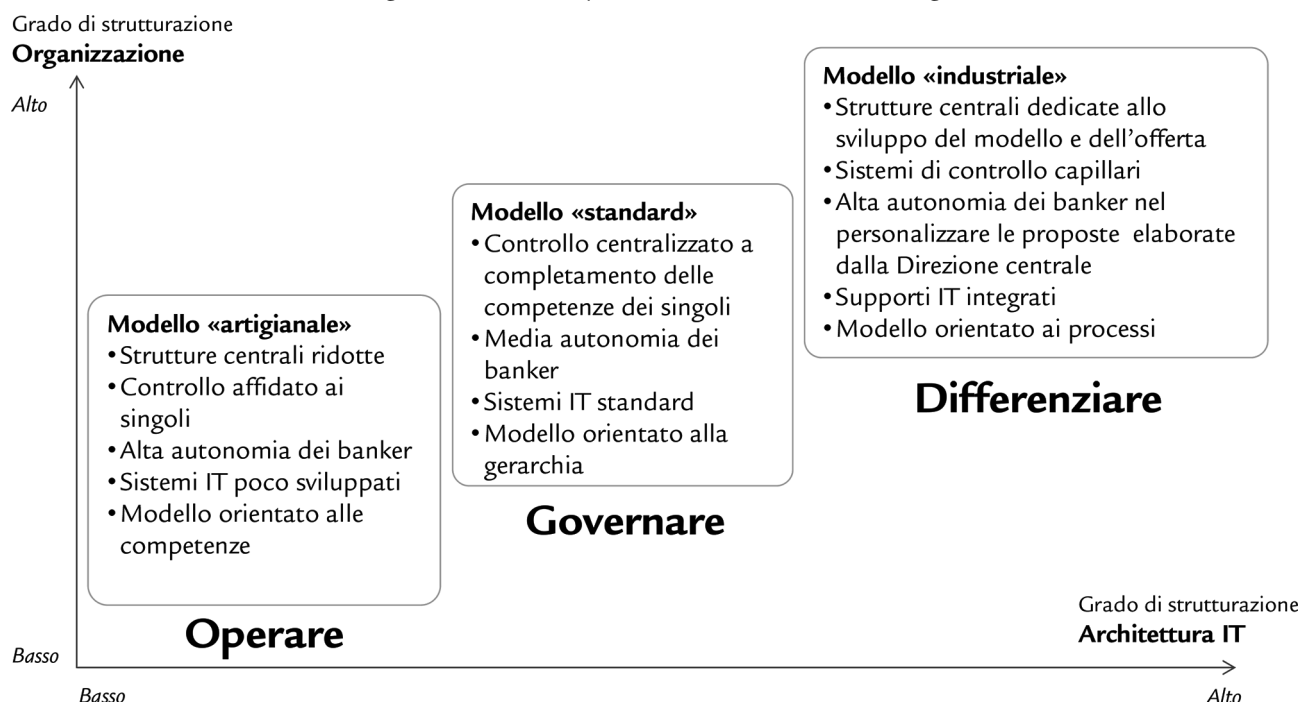 Grado di strutturazione
Organizzazione
Alto
Modello «industriale»
•Strutture centrali dedicate allo
sviluppo del modello e dell’offerta
•Sistemi di controllo capillari
•Alta autonomia dei banker nel
personalizzare le proposte elaborate
dalla Direzione centrale
•Supporti IT integrati
•Modello orientato ai processi
Differenziare
Modello «standard»
•Controllo centralizzato a
completamento delle
competenze dei singoli
•Media autonomia dei
banker
•Sistemi IT standard
•Modello orientato alla
gerarchia
Governare
Modello «artigianale»
•Strutture centrali ridotte
•Controllo affidato ai
singoli
•Alta autonomia dei banker
•Sistemi IT poco sviluppati
•Modello orientato alle
competenze
Operare
Grado di strutturazione
Architettura IT
Basso
Basso
Alto